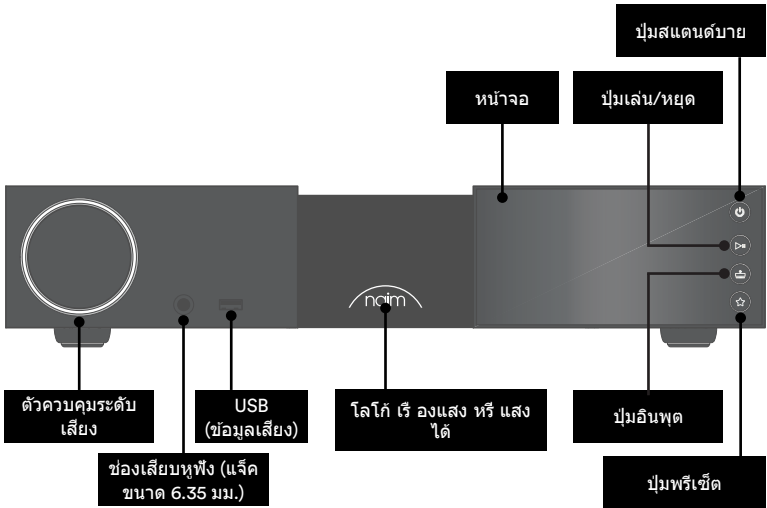 ปุ่มสแตนด์บาย
หน้าจอ
ปุ่มเล่น/หยุด
naim
ตัวควบคุมระดับ
เสียง
USB
(ข้อมูลเสียง)
โลโก้ เรื องแสง หรี่ แสง
ได้
ปุ่มอินพุต
ช่องเสียบหูฟัง (แจ็ค
ขนาด 6.35 มม.)
ปุ่มพรีเซ็ต